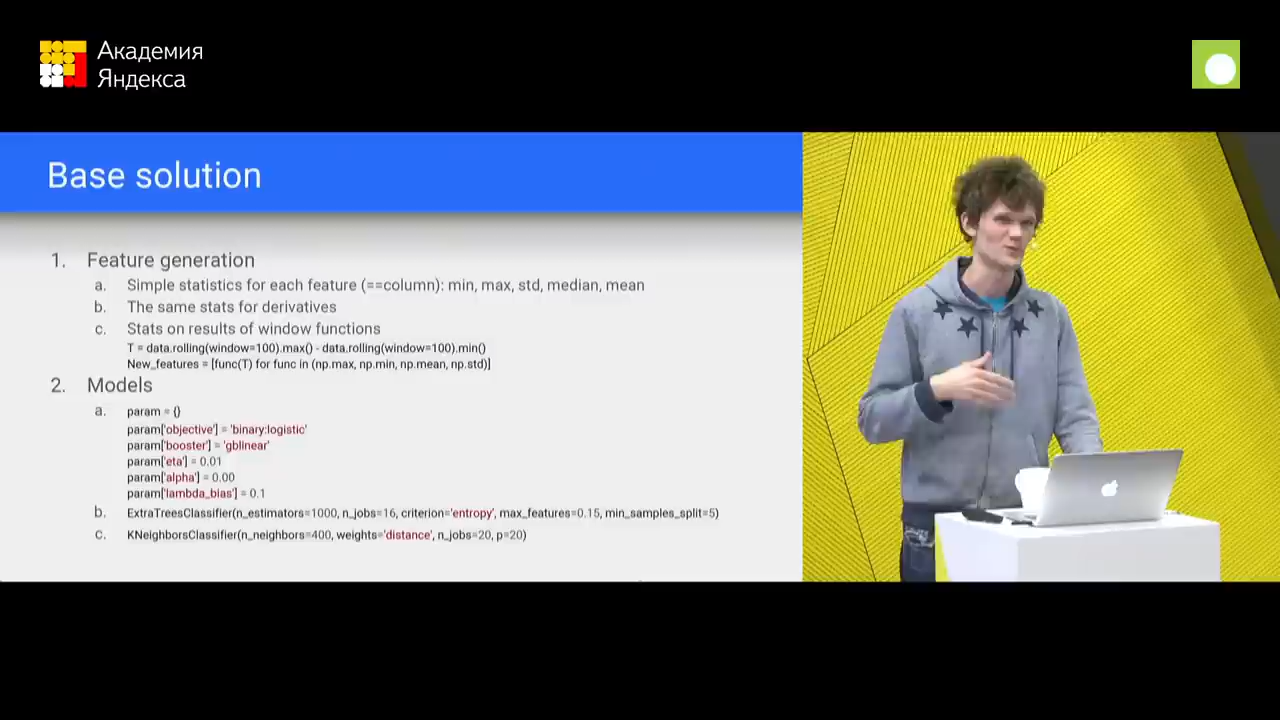 Академия
Яндекса
Base solution
1. Feature generation
a. Simple statistics for each feature (==column): min, max, std, median, mean
b. The same stats for derivatives
c. Stats on results of window functions
T = data.rolling(window=100).max() - data.rolling(window=100).min()
New_features = [func(T) for func in (np.max, np.min, np.mean, np.std)]
2. Models
a. param = {}
param['objective'] = 'binary:logistic'
param['booster'] = 'gblinear'
param['eta'] = 0.01
param['alpha'] = 0.00
param['lambda_bias'] = 0.1
b. ExtraTreesClassifier(n_estimators=1000, n_jobs=16, criterion='entropy', max_features=0.15, min_samples_split=5)
c. KNeighborsClassifier(n_neighbors=400, weights='distance', n_jobs=20, p=20)